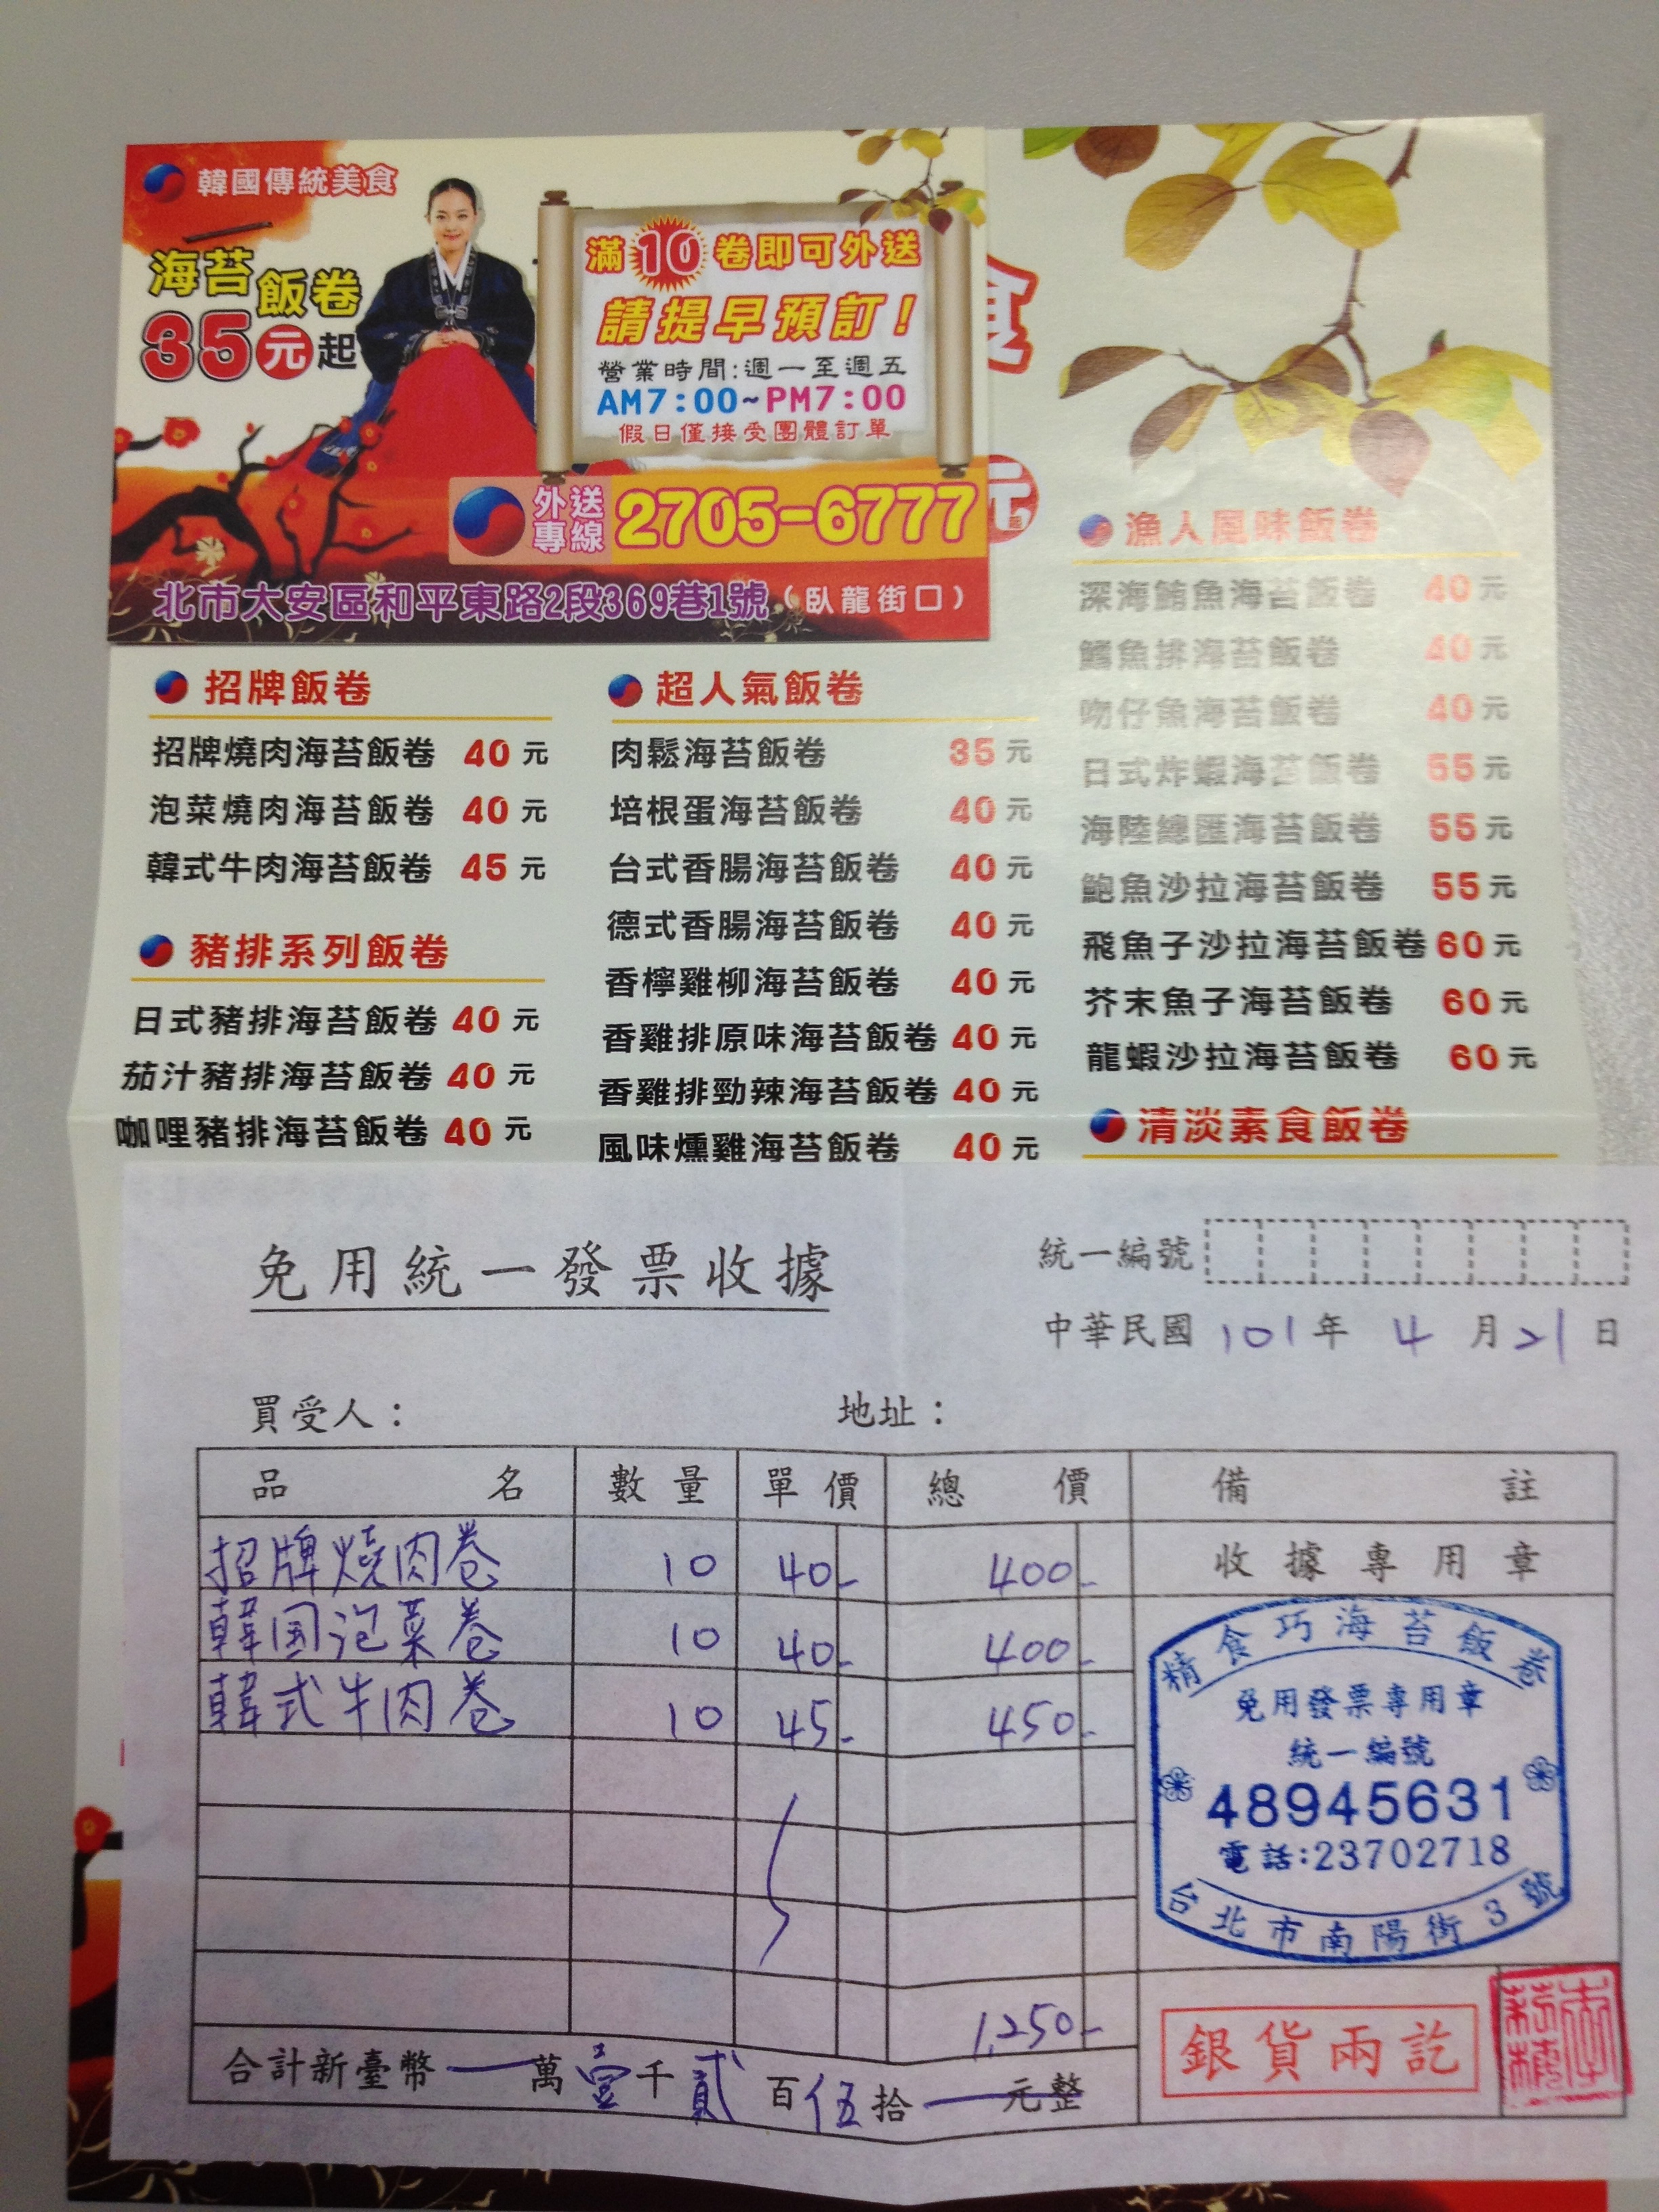 韓國傳統美食
海苔飯卷
35元起
滿10卷即可外送
請提早預訂!
營業時間:週一至週五
AM7:00~PM7:00
假日僅接受團體訂單
外送專線 2705-6777
北市大安區和平東路2段369巷1號(臥龍街口)
食
元起
招牌飯卷
招牌燒肉海苔飯卷 40元
泡菜燒肉海苔飯卷 40元
韓式牛肉海苔飯卷 45元
豬排系列飯卷
日式豬排海苔飯卷 40元
茄汁豬排海苔飯卷 40元
咖哩豬排海苔飯卷 40元
超人氣飯卷
肉鬆海苔飯卷 35元
培根蛋海苔飯卷 40元
台式香腸海苔飯卷 40元
德式香腸海苔飯卷 40元
香檸雞柳海苔飯卷 40元
香雞排原味海苔飯卷 40元
香雞排勁辣海苔飯卷 40元
風味燻雞海苔飯卷 40元
漁人風味飯卷
深海鮪魚海苔飯卷 40元
鱈魚排海苔飯卷 40元
吻仔魚海苔飯卷 40元
日式炸蝦海苔飯卷 55元
海陸總匯海苔飯卷 55元
鮑魚沙拉海苔飯卷 55元
飛魚子沙拉海苔飯卷 60元
芥末魚子海苔飯卷 60元
龍蝦沙拉海苔飯卷 60元
清淡素食飯卷
免用統一發票收據
統一編號
中華民國101年4月21日
買受人: 地址:
品名 數量 單價 總價 備註
招牌燒肉卷 10 40- 400-
韓国泡菜卷 10 40- 400-
韓式牛肉卷 10 45- 450-
1,250-
合計新臺幣一萬壹千貳百伍拾一元整
收據專用章
精食巧海苔飯卷
免用發票專用章
統一編號
48945631
電話:23702718
台北市南陽街3號
銀貨兩訖